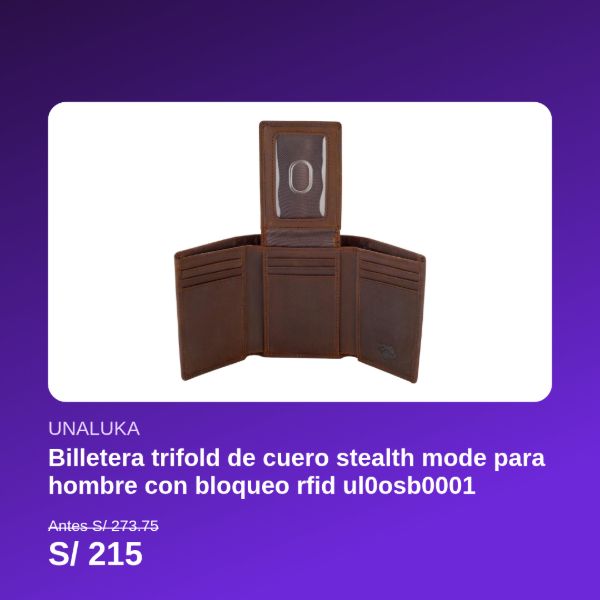 UNALUKA
Billetera trifold de cuero stealth mode para
hombre con bloqueo rfid ul0osb0001
Antes S/ 273.75
S/ 215